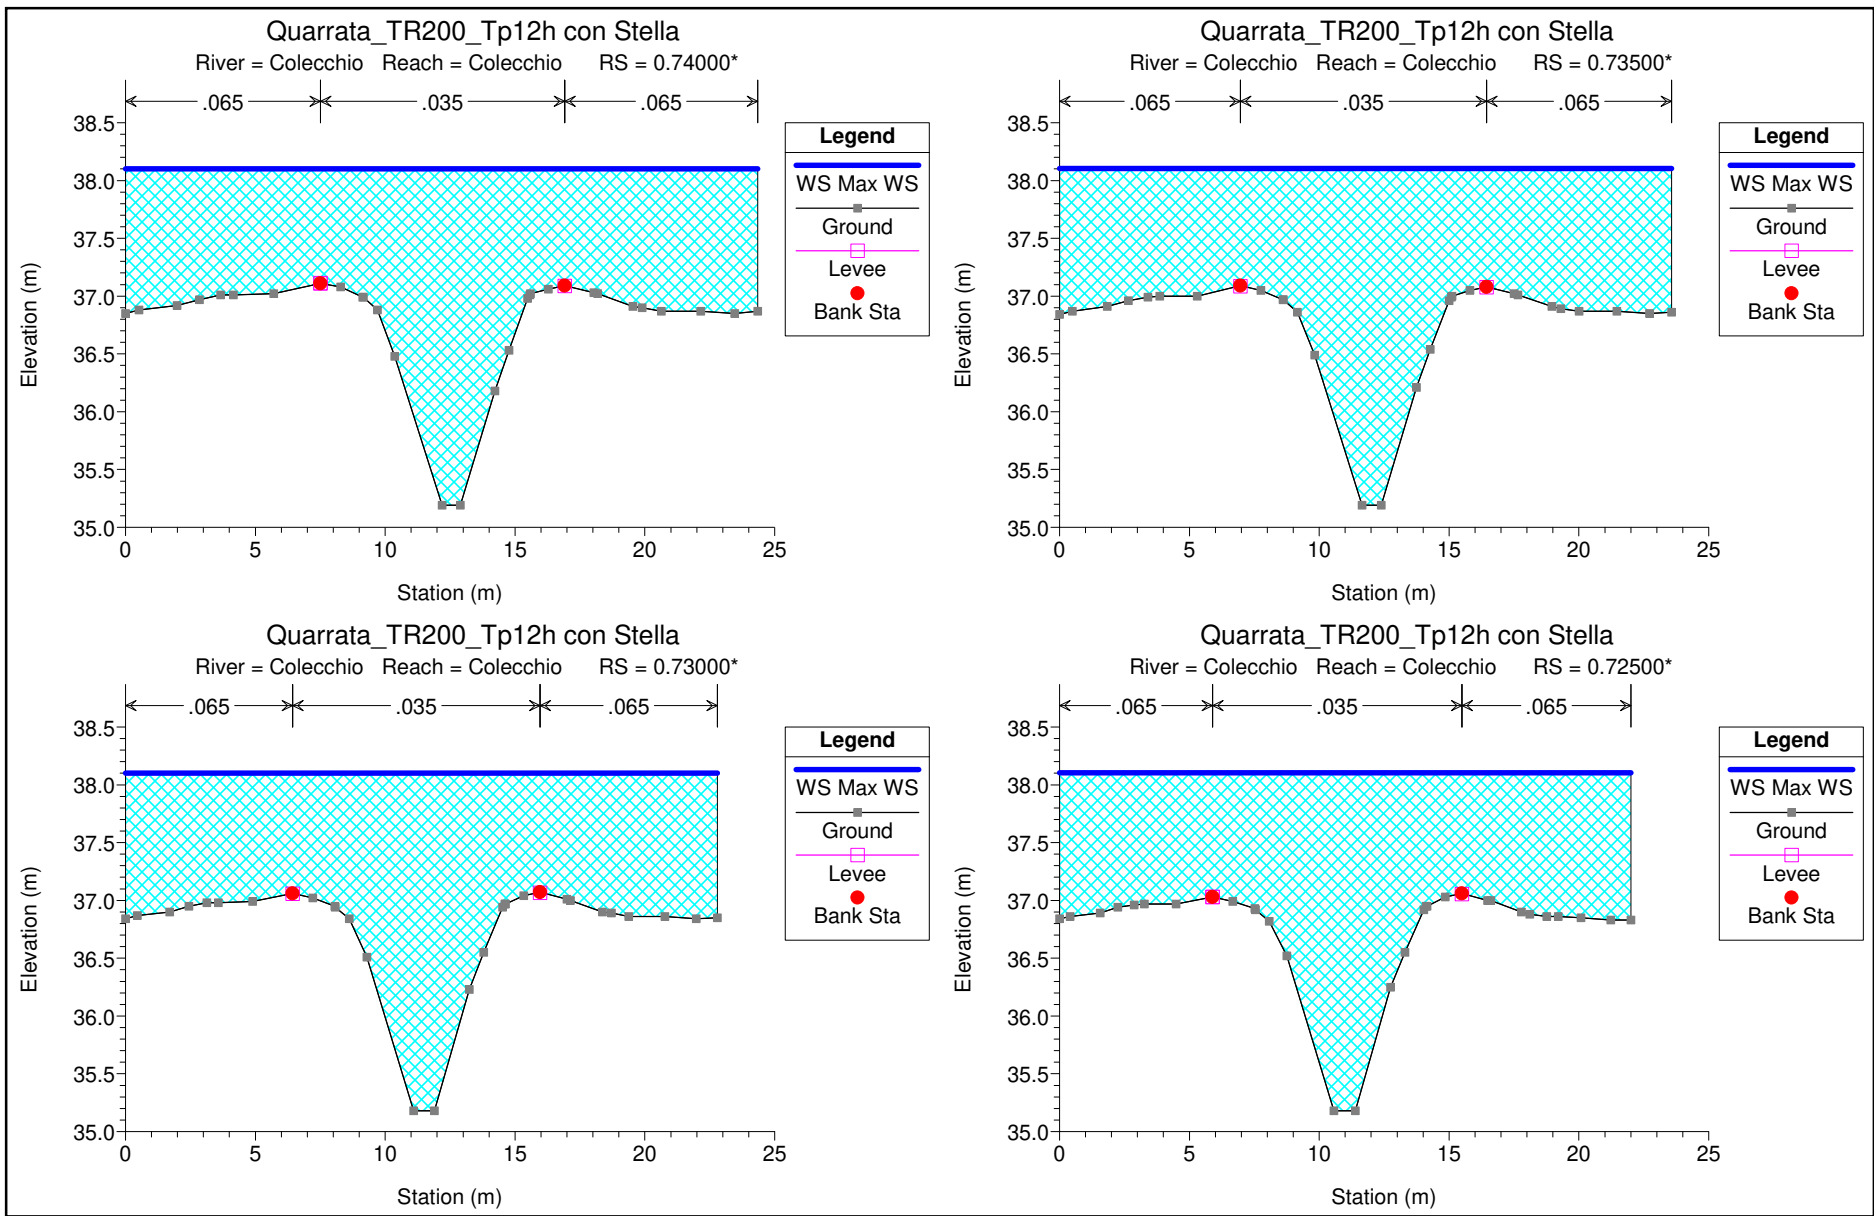 Quarrata_TR200_Tp12h con Stella
River = Colecchio   Reach = Colecchio   RS = 0.74000*
.065   .035   .065
Legend
WS Max WS
Ground
Levee
Bank Sta
Elevation (m)
38.5
38.0
37.5
37.0
36.5
36.0
35.5
35.0
0   5   10   15   20   25
Station (m)
Quarrata_TR200_Tp12h con Stella
River = Colecchio   Reach = Colecchio   RS = 0.73500*
.065   .035   .065
Legend
WS Max WS
Ground
Levee
Bank Sta
Elevation (m)
38.5
38.0
37.5
37.0
36.5
36.0
35.5
35.0
0   5   10   15   20   25
Station (m)
Quarrata_TR200_Tp12h con Stella
River = Colecchio   Reach = Colecchio   RS = 0.73000*
.065   .035   .065
Legend
WS Max WS
Ground
Levee
Bank Sta
Elevation (m)
38.5
38.0
37.5
37.0
36.5
36.0
35.5
35.0
0   5   10   15   20   25
Station (m)
Quarrata_TR200_Tp12h con Stella
River = Colecchio   Reach = Colecchio   RS = 0.72500*
.065   .035   .065
Legend
WS Max WS
Ground
Levee
Bank Sta
Elevation (m)
38.5
38.0
37.5
37.0
36.5
36.0
35.5
35.0
0   5   10   15   20   25
Station (m)